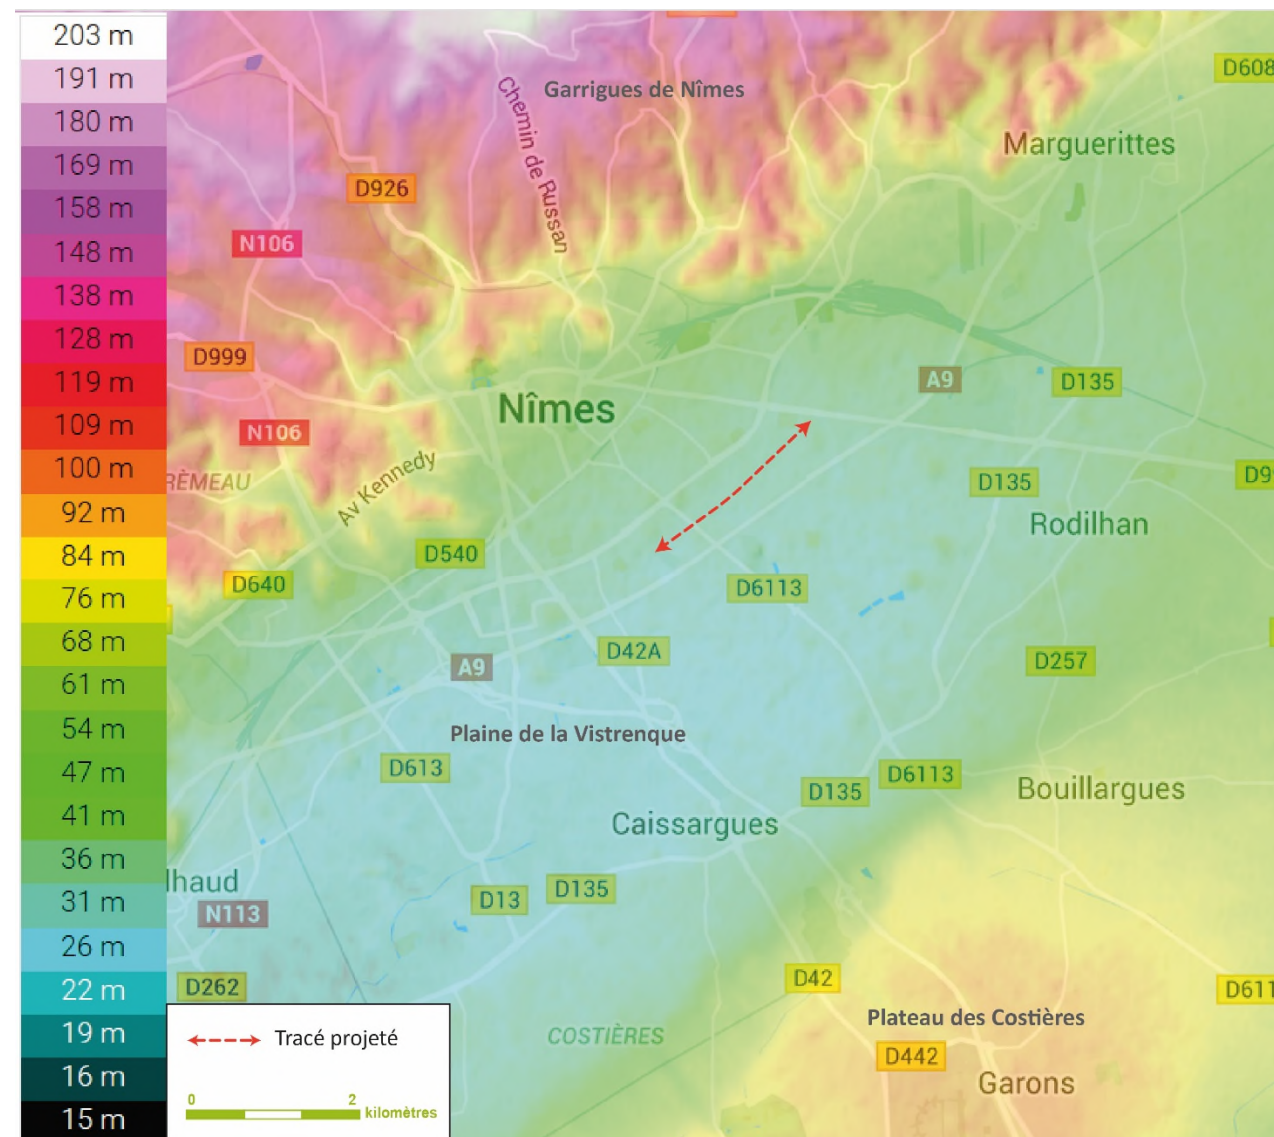 203 m
191 m
180 m
169 m
158 m
148 m
138 m
128 m
119 m
109 m
100 m
92 m
84 m
76 m
68 m
61 m
54 m
47 m
41 m
36 m
31 m
26 m
22 m
19 m
16 m
15 m
D608
Garrigues de Nîmes
Chemin de Russan
Marguerittes
D926
N106
D999
A9
D135
Nîmes
N106
Av Kennedy
RÈMEAU
D135
D9
Rodilhan
D540
D640
D6113
D42A
D257
A9
Plaine de la Vistrenque
D613
D6113
D135
Bouillargues
Caissargues
lhaud
D135
D13
N113
D262
D42
D611
Plateau des Costières
COSTIÈRES
D442
Garons
Tracé projeté
0 2
kilomètres